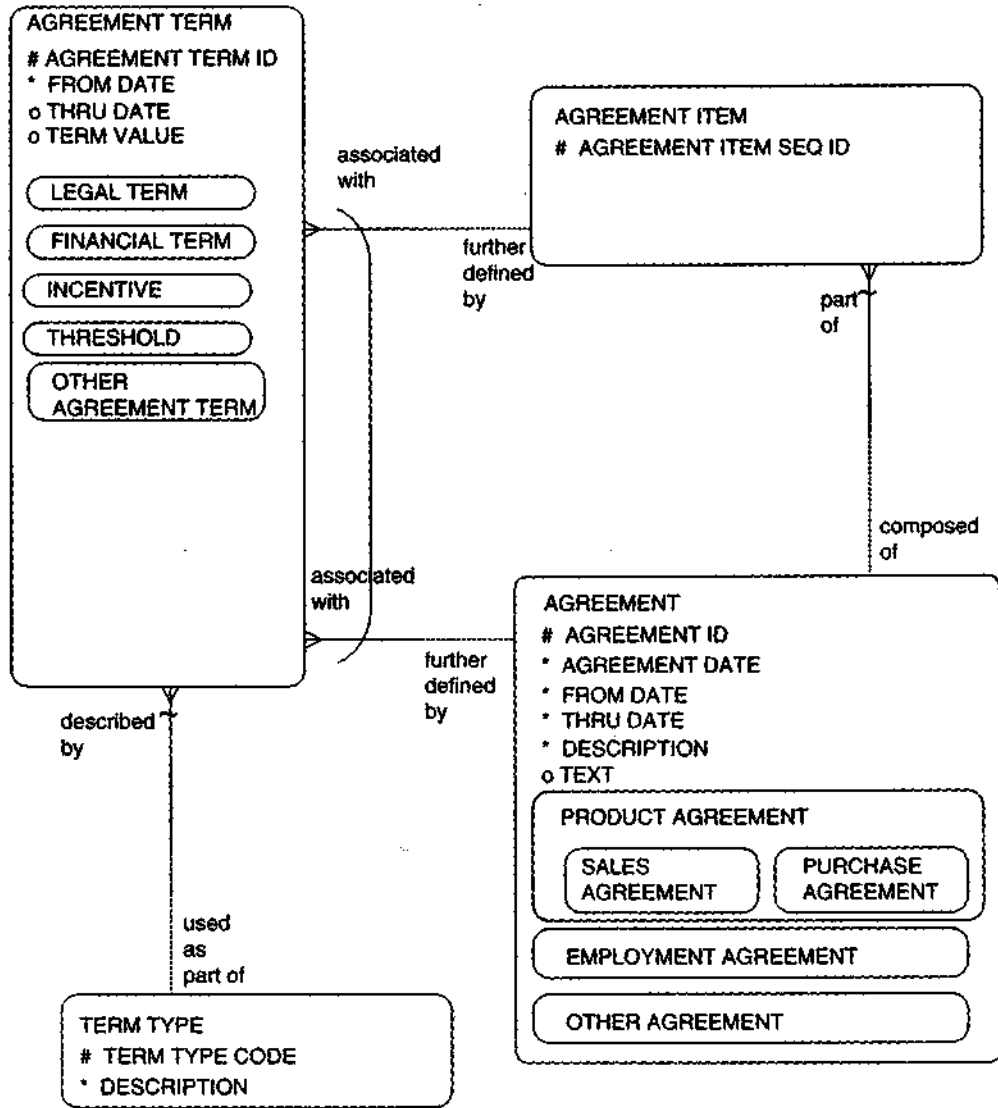 AGREEMENT TERM
# AGREEMENT TERM ID
* FROM DATE
o THRU DATE
o TERM VALUE
LEGAL TERM
FINANCIAL TERM
INCENTIVE
THRESHOLD
OTHER
AGREEMENT TERM
associated
with
further
defined
by
AGREEMENT ITEM
# AGREEMENT ITEM SEQ ID
part
of
composed
of
associated
with
further
defined
by
AGREEMENT
# AGREEMENT ID
* AGREEMENT DATE
* FROM DATE
* THRU DATE
* DESCRIPTION
o TEXT
PRODUCT AGREEMENT
SALES
AGREEMENT
PURCHASE
AGREEMENT
EMPLOYMENT AGREEMENT
OTHER AGREEMENT
described
by
used
as
part of
TERM TYPE
# TERM TYPE CODE
* DESCRIPTION